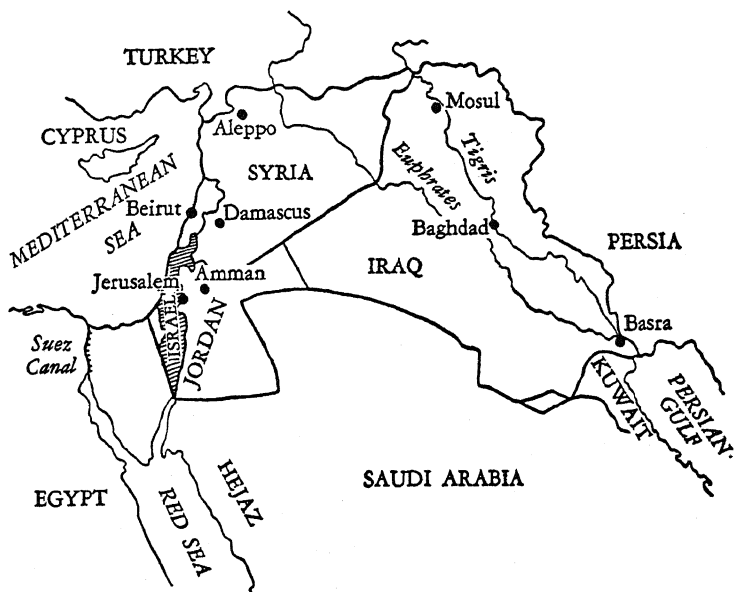 TURKEY
Mosul
CYPRUS
Aleppo
Tigris
SYRIA
Euphrates
MEDITERRANEAN
SEA
Beirut
Damascus
Baghdad
PERSIA
IRAQ
Jerusalem
Amman
ISRAEL
JORDAN
Suez
Canal
Basra
KUWAIT
PERSIAN
GULF
SAUDI ARABIA
HEJAZ
EGYPT
RED SEA